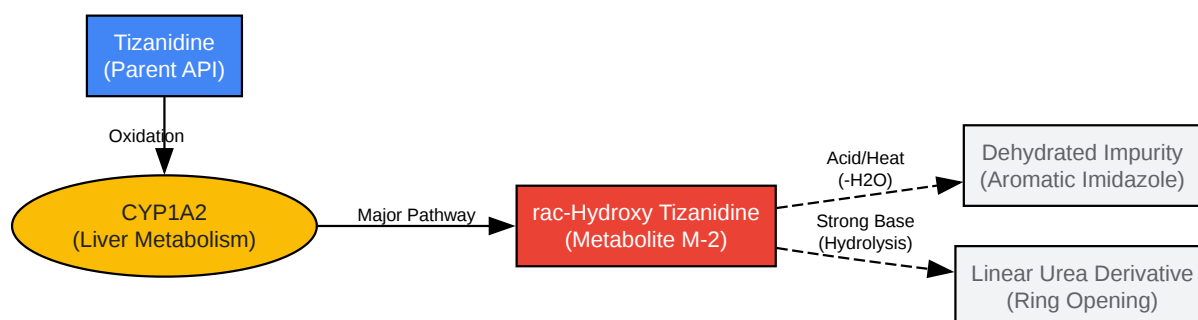 Tizanidine
(Parent API)
Oxidation
CYP1A2
(Liver Metabolism)
Major Pathway
rac-Hydroxy Tizanidine
(Metabolite M-2)
Acid/Heat
(-H2O)
Strong Base
(Hydrolysis)
Dehydrated Impurity
(Aromatic Imidazole)
Linear Urea Derivative
(Ring Opening)